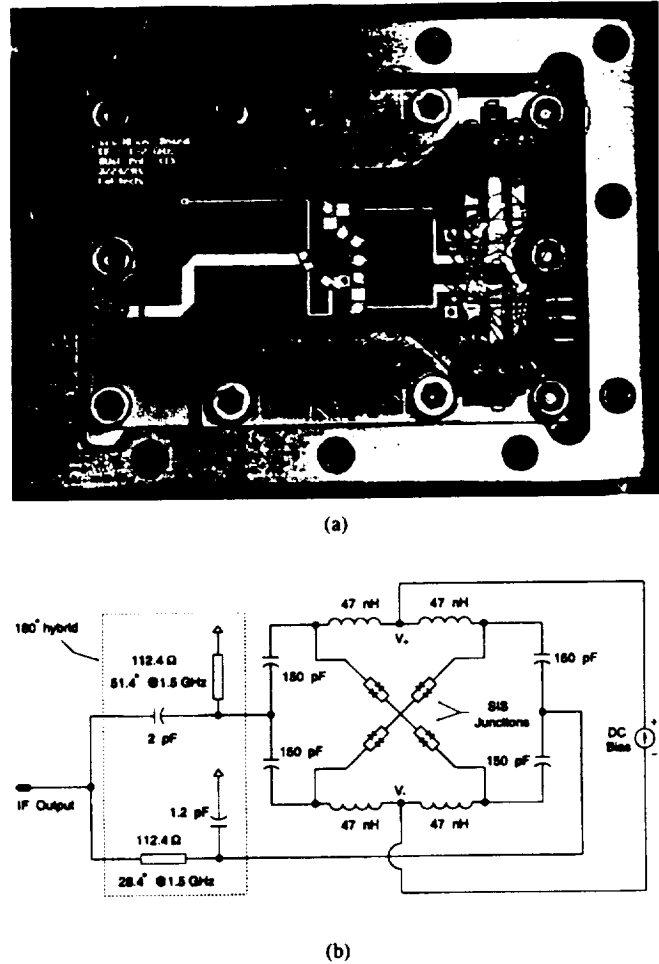 (a)
180° hybrid
112.4 Ω
51.4° @1.5 GHz
2 pF
1.2 pF
IF Output
112.4 Ω
28.4° @1.5 GHz
47 nH 47 nH
V+
150 pF
150 pF
SIS
Junctions
160 pF
150 pF
V-
47 nH 47 nH
DC
Bias
+
-
(b)